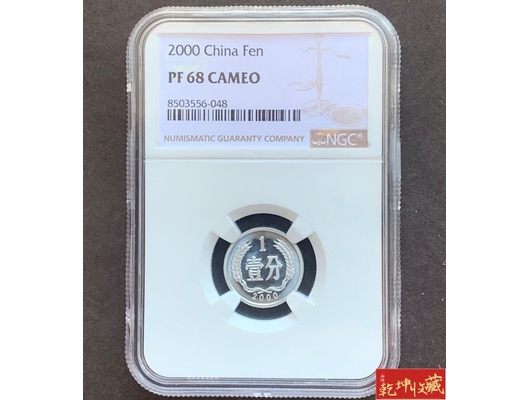 2000 China Fen
PF 68 CAMEO
8503556-048
NUMISMATIC GUARANTY COMPANY
NGC
1
壹分
2000
乾坤收藏